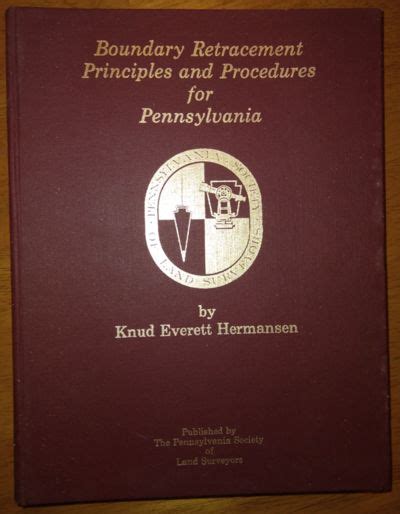 Boundary Retracement
Principles and Procedures
for
Pennsylvania
PENNSYLVANIA SOCIETY
OF LAND SURVEYORS
by
Knud Everett Hermansen
Published by
The Pennsylvania Society
of
Land Surveyors